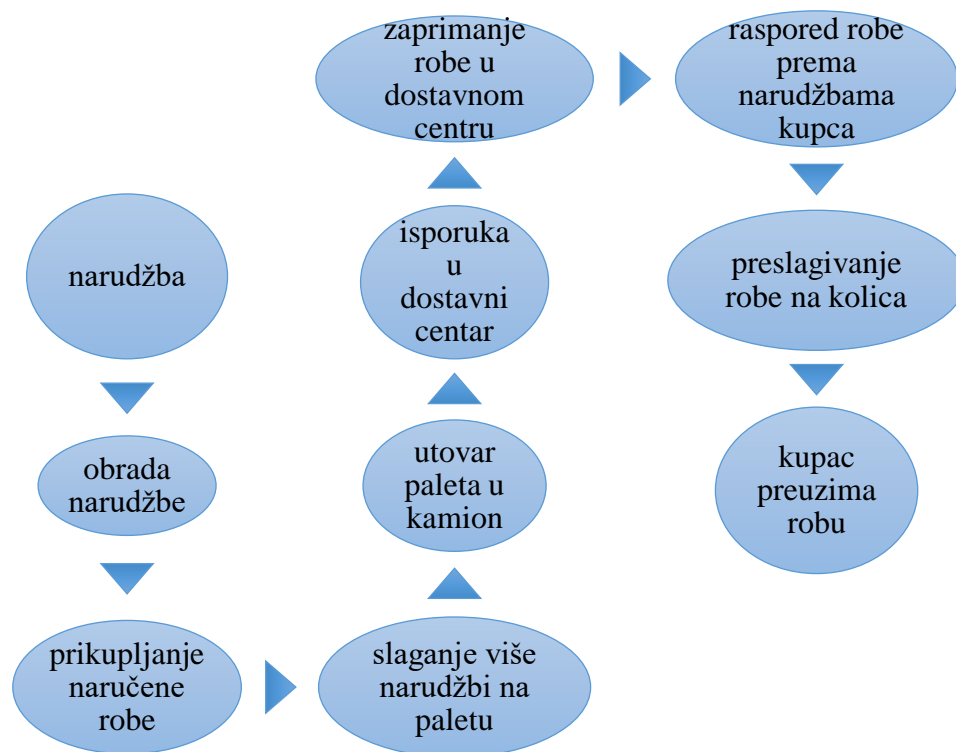 narudžba
obrada
narudžbe
prikupljanje
naručene
robe
slaganje više
narudžbi na
paletu
utovar
paleta u
kamion
isporuka
u
dostavni
centar
zaprimanje
robe u
dostavnom
centru
raspored robe
prema
narudžbama
kupca
preslagivanje
robe na kolica
kupac
preuzima
robu